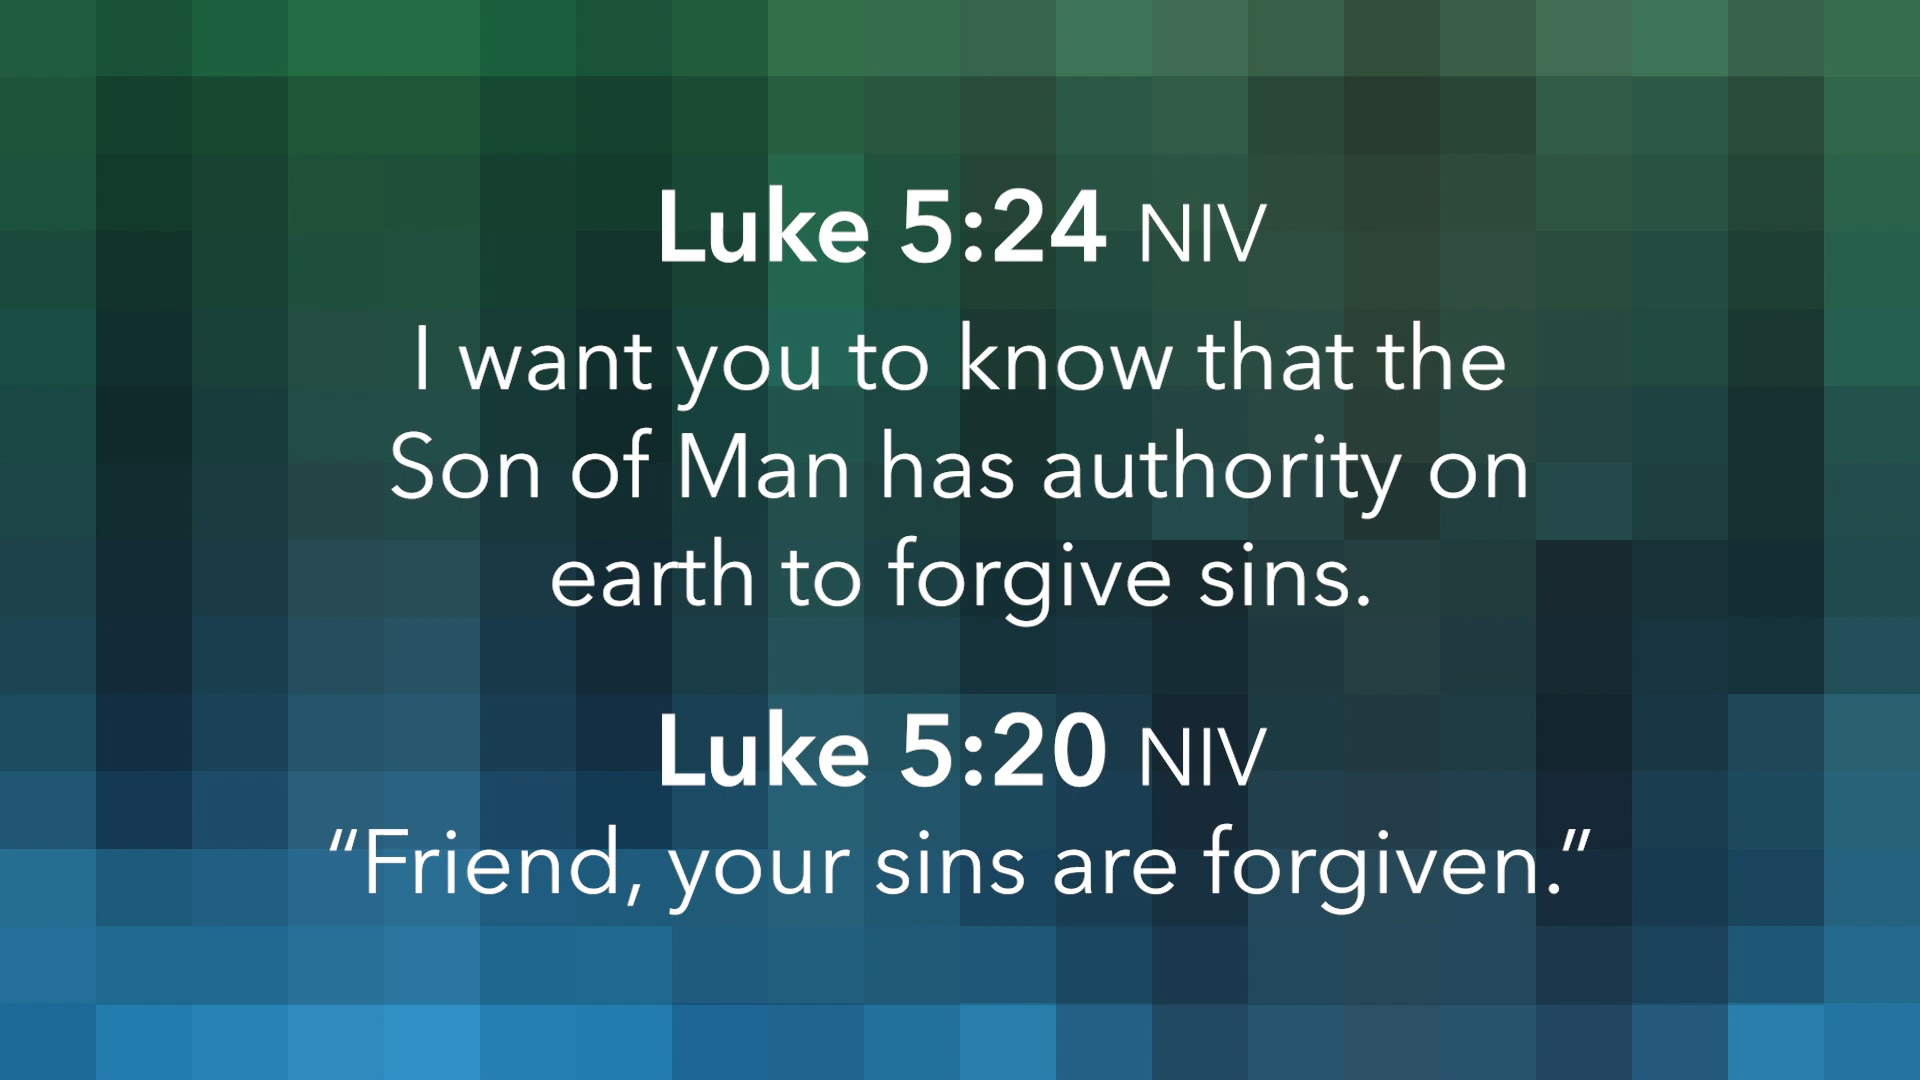 Luke 5:24 NIV
I want you to know that the
Son of Man has authority on
earth to forgive sins.
Luke 5:20 NIV
“Friend, your sins are forgiven.”